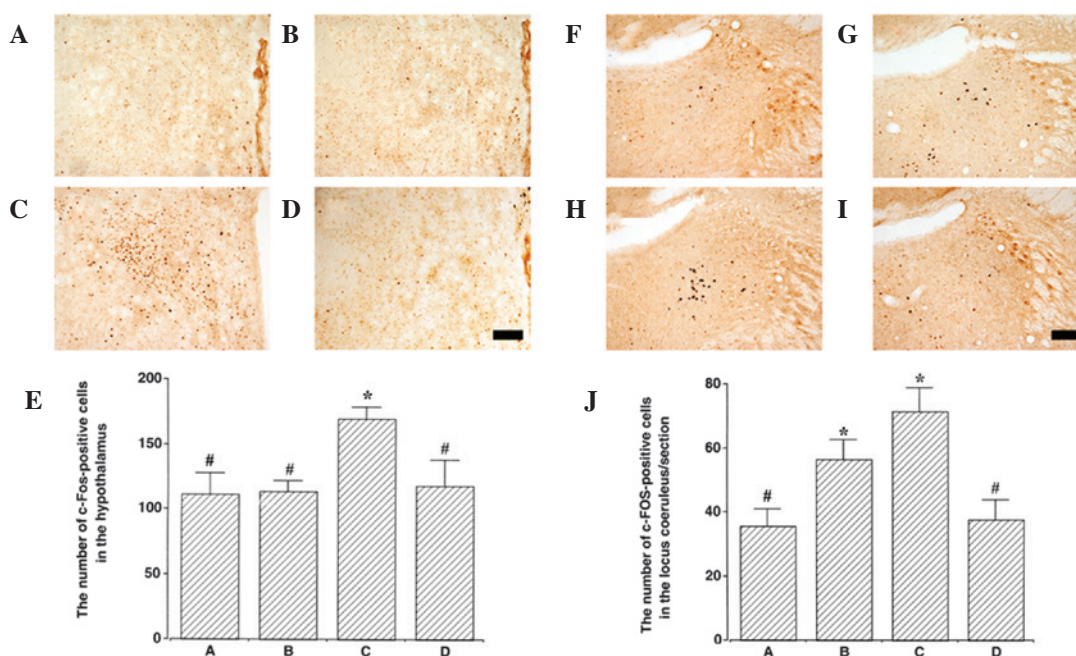 A
B
F
G
C
D
H
I
E
The number of c-Fos-positive cells
in the hypothalamus
200
150
100
50
0
#
#
*
#
A
B
C
D
J
The number of c-FOS-positive cells
in the locus coeruleus/section
80
60
40
20
0
#
*
*
#
A
B
C
D